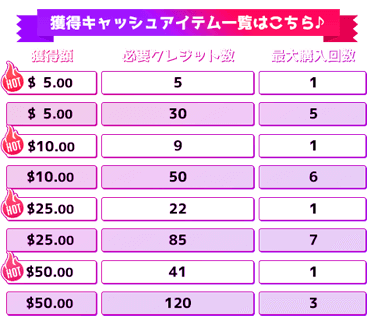 獲得キャッシュアイテム一覧はこちら♪
獲得額 必要クレジット数 最大購入回数
HOT $ 5.00 5 1
$ 5.00 30 5
HOT $10.00 9 1
$10.00 50 6
HOT $25.00 22 1
$25.00 85 7
HOT $50.00 41 1
$50.00 120 3